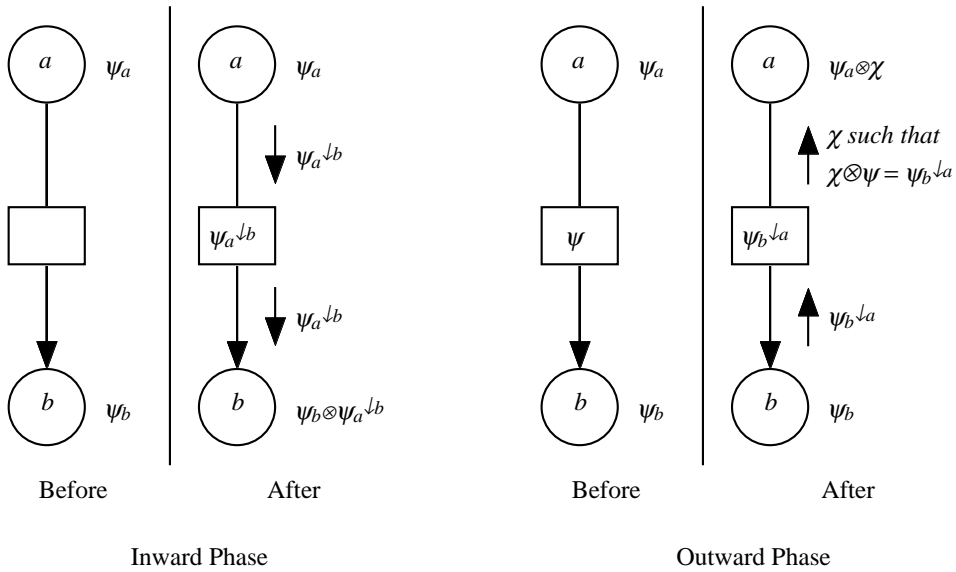 a ψa
a ψa
a ψa
a ψa⊗χ
ψa↓b
χ such that
χ⊗ψ = ψb↓a
ψa↓b
ψ
ψb↓a
ψa↓b
ψb↓a
b ψb
b ψb⊗ψa↓b
b ψb
b ψb
Before
After
Before
After
Inward Phase
Outward Phase